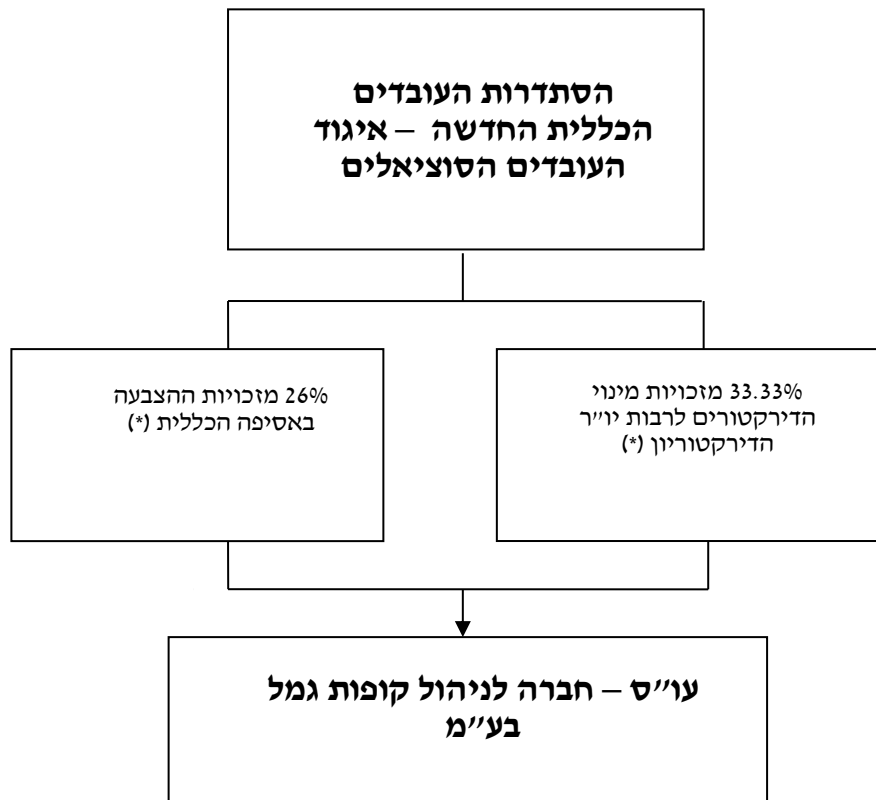 הסתדרות העובדים
הכללית החדשה – איגוד
העובדים הסוציאלים
33.33% מזכויות מינוי
הדירקטורים לרבות יו״ר
הדירקטוריון (*)
26% מזכויות ההצבעה
באסיפה הכללית (*)
עו״ס – חברה לניהול קופות גמל
בע״מ